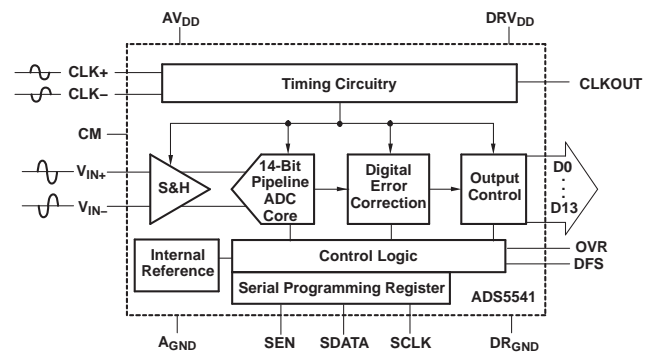 AVDD
DRVDD
CLK+
CLK−
Timing Circuitry
CLKOUT
CM
VIN+
VIN−
S&H
14-Bit
Pipeline
ADC
Core
Digital
Error
Correction
Output
Control
D0
D13
Internal
Reference
Control Logic
OVR
DFS
Serial Programming Register
ADS5541
AGND
SEN
SDATA
SCLK
DRGND